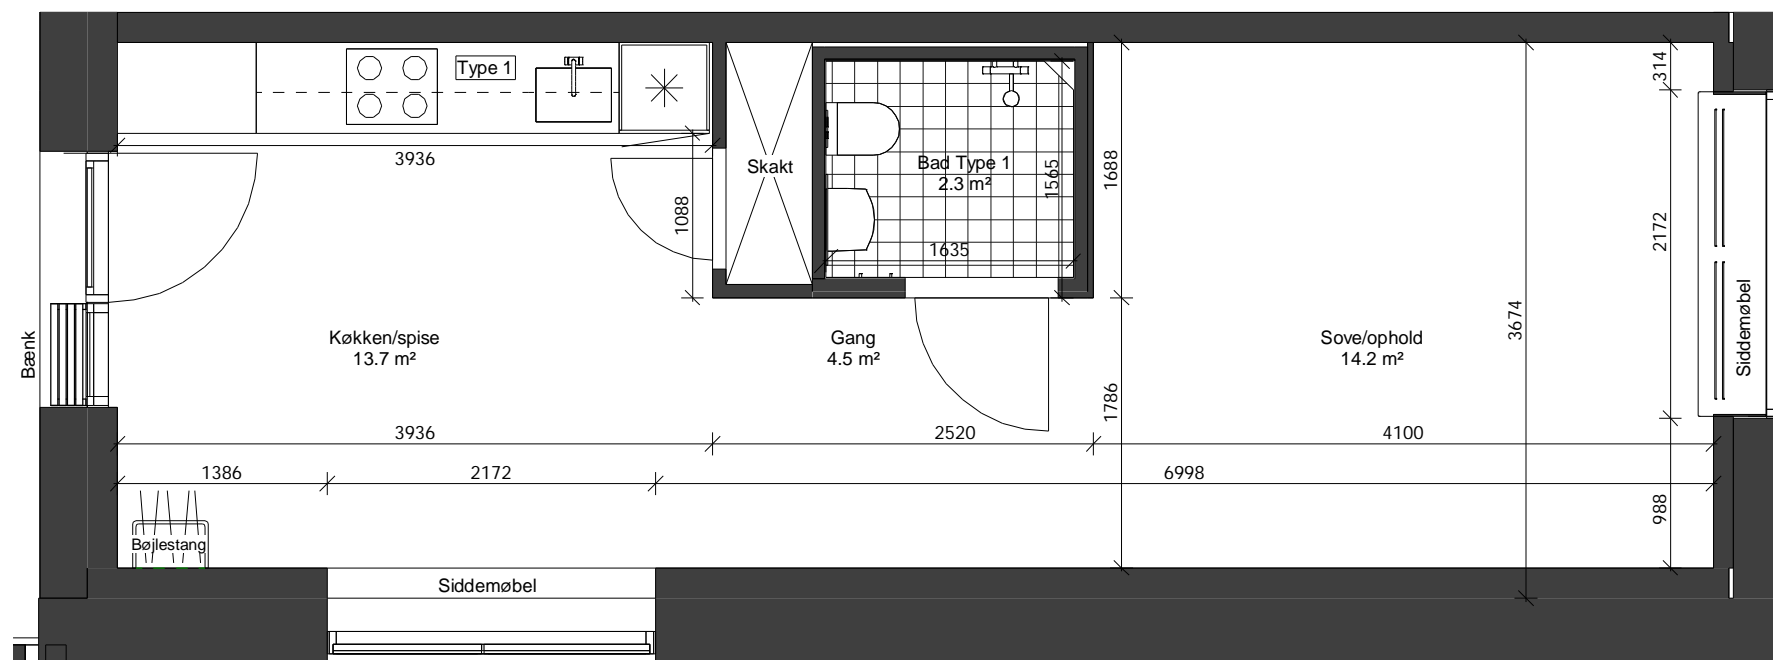 Type 1
3936
1088
Skakt
Bad Type 1
2.3 m²
1565
1635
1688
3674
314
2172
Siddemøbel
988
Bænk
Køkken/spise
13.7 m²
Gang
4.5 m²
Sove/ophold
14.2 m²
1786
3936
2520
4100
1386
2172
6998
Bøjlestang
Siddemøbel